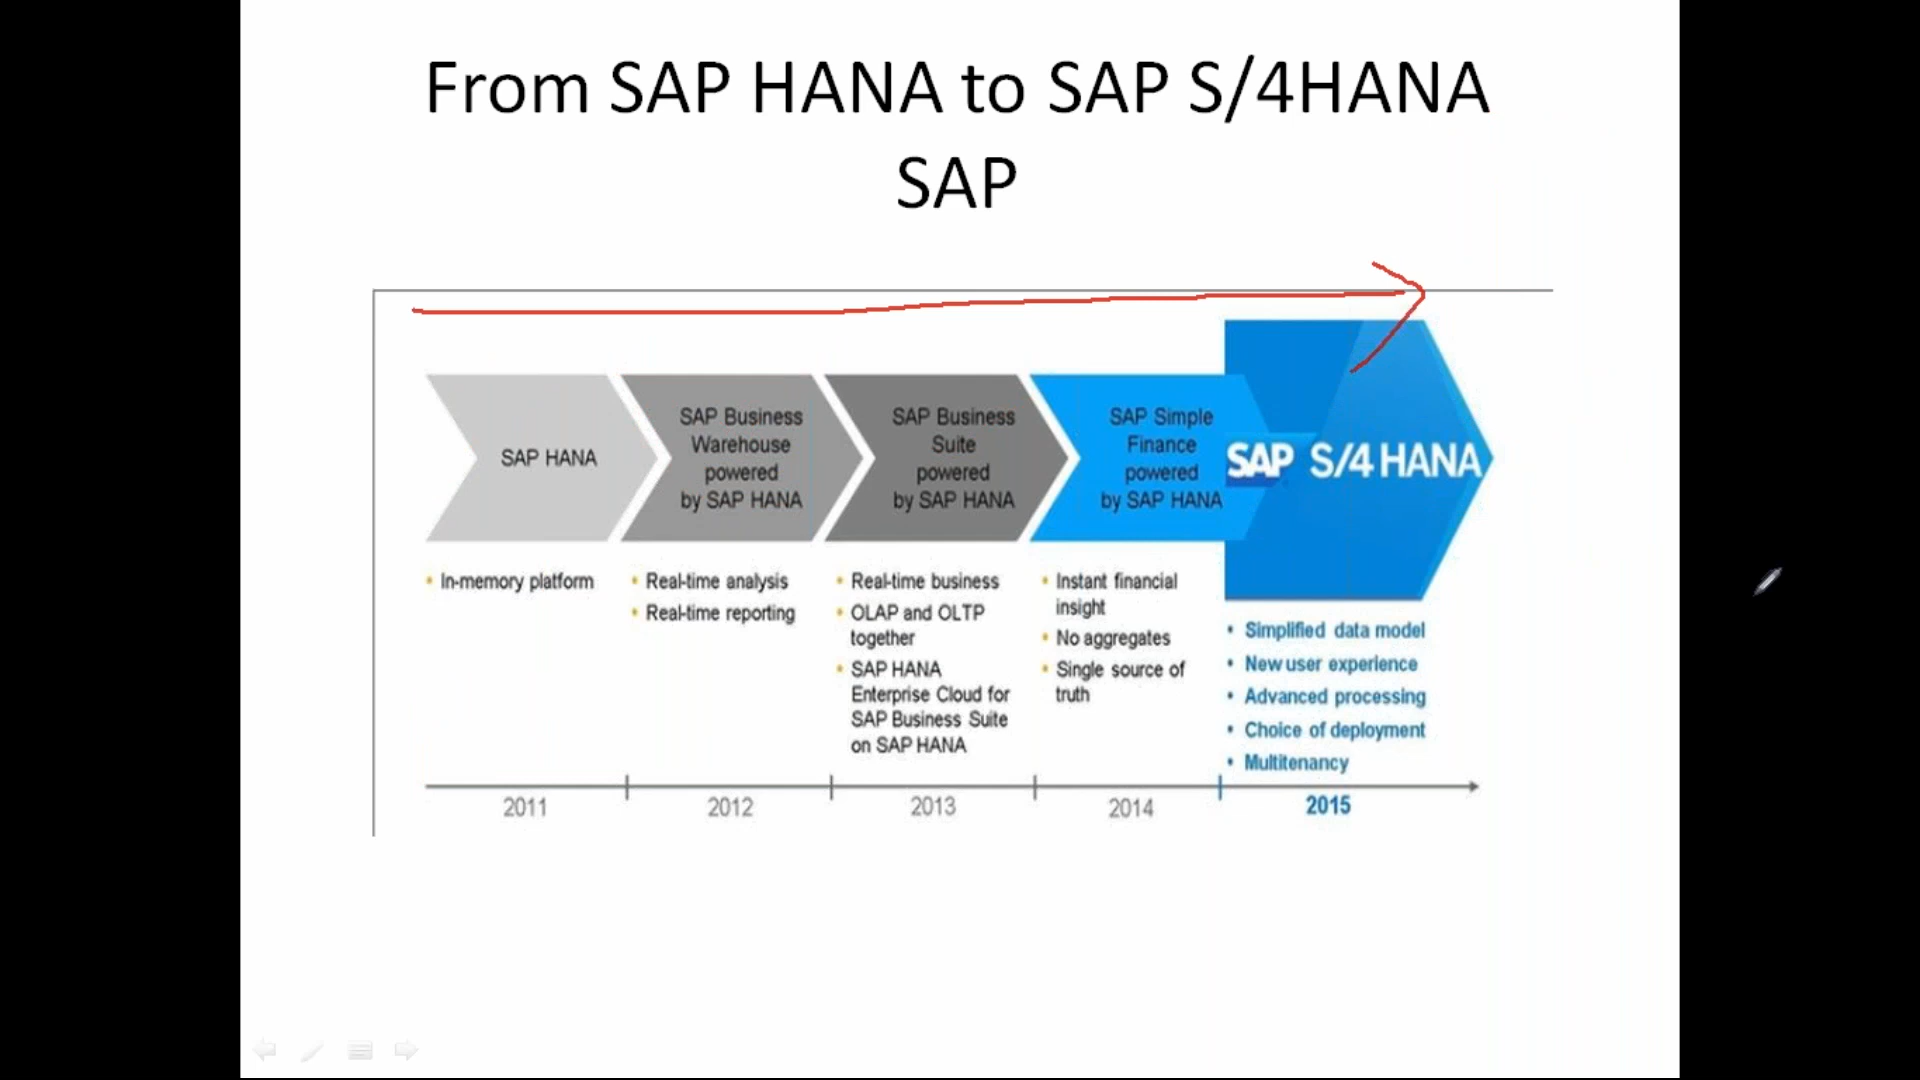 From SAP HANA to SAP S/4HANA
SAP
SAP HANA
SAP Business
Warehouse
powered
by SAP HANA
SAP Business
Suite
powered
by SAP HANA
SAP Simple
Finance
powered
by SAP HANA
SAP S/4 HANA
• In-memory platform
• Real-time analysis
• Real-time reporting
• Real-time business
• OLAP and OLTP
together
• SAP HANA
Enterprise Cloud for
SAP Business Suite
on SAP HANA
• Instant financial
insight
• No aggregates
• Single source of
truth
• Simplified data model
• New user experience
• Advanced processing
• Choice of deployment
• Multitenancy
2011
2012
2013
2014
2015